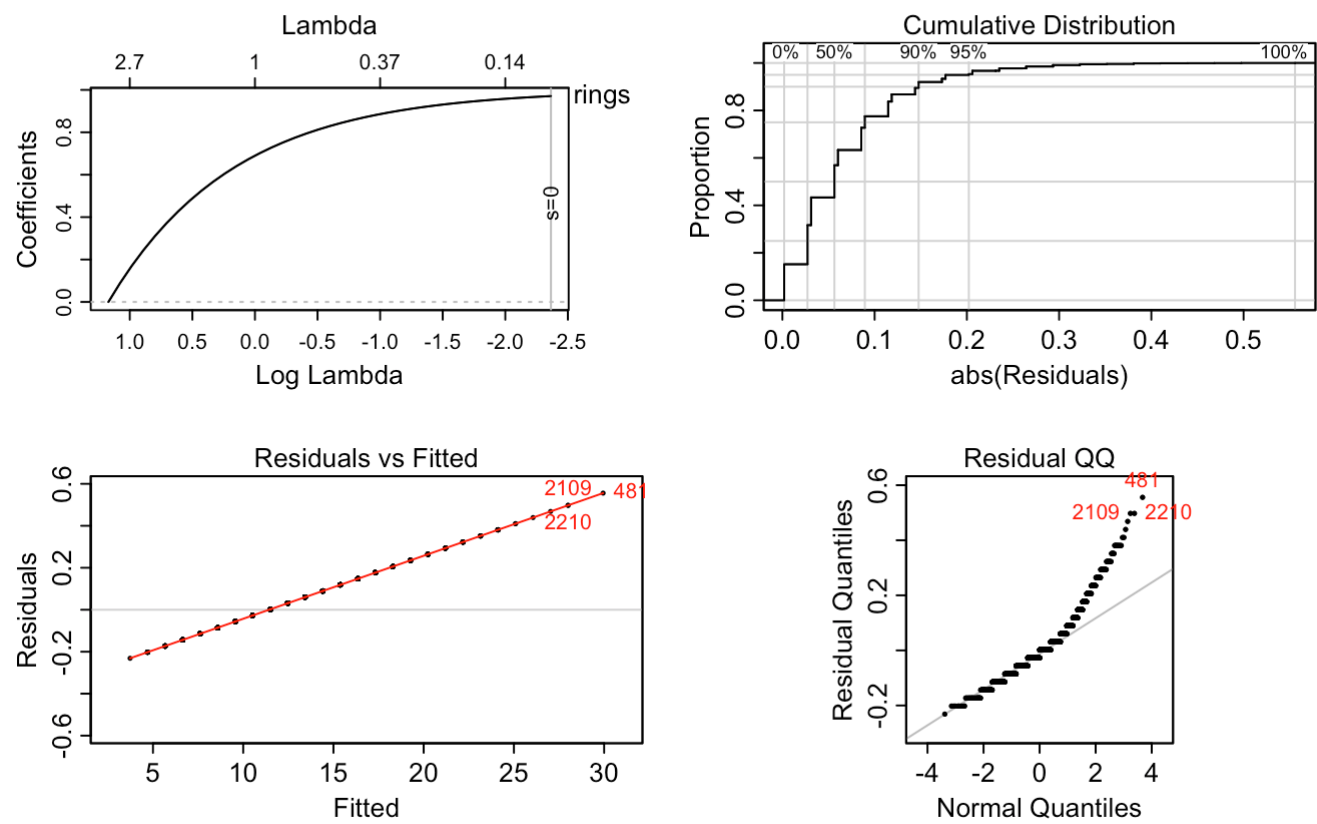 Lambda
2.7 1 0.37 0.14
rings
Coefficients
0.0 0.4 0.8
s=0
1.0 0.5 0.0 -0.5 -1.0 -1.5 -2.0 -2.5
Log Lambda
Cumulative Distribution
0% 50% 90% 95% 100%
Proportion
0.0 0.4 0.8
0.0 0.1 0.2 0.3 0.4 0.5
abs(Residuals)
Residuals vs Fitted
Residuals
-0.6 -0.2 0.2 0.6
2109 481
2210
5 10 15 20 25 30
Fitted
Residual QQ
Residual Quantiles
-0.2 0.2 0.6
481
2109 2210
-4 -2 0 2 4
Normal Quantiles